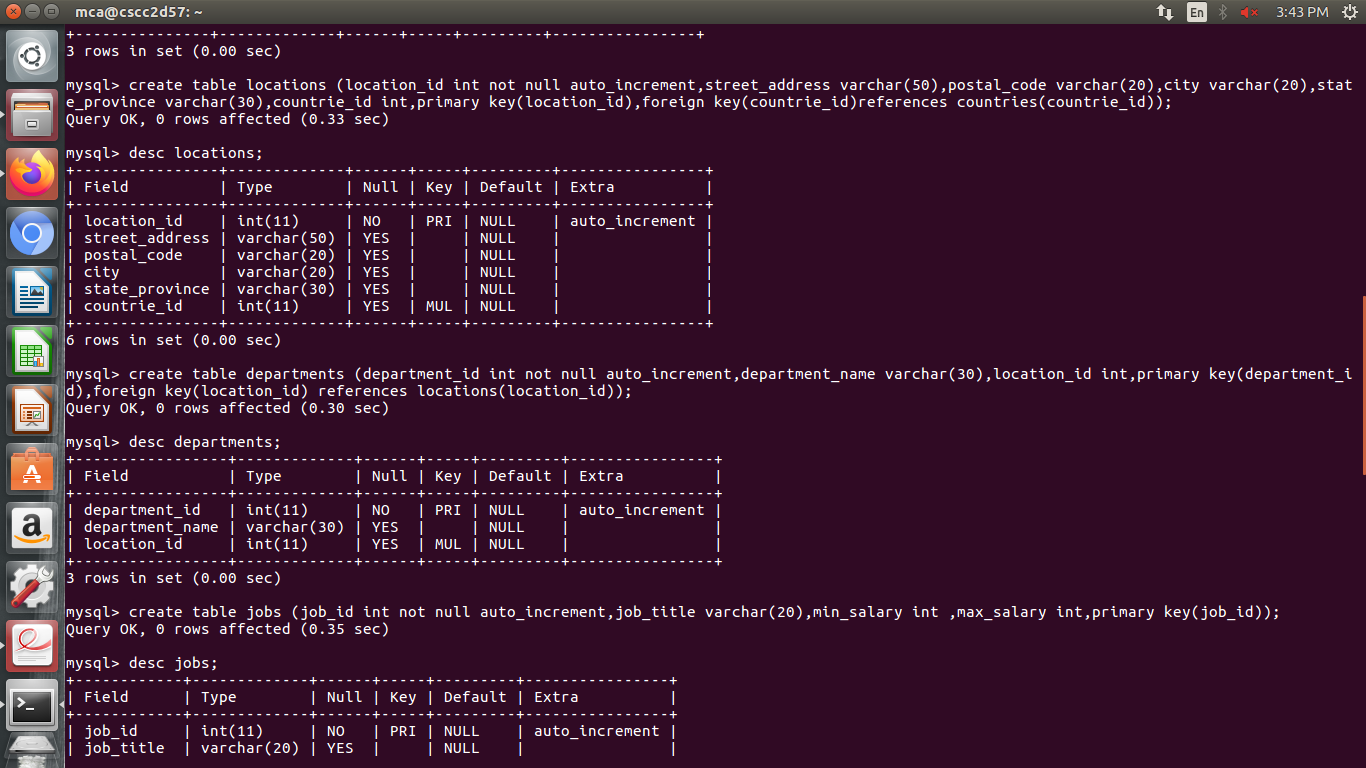 mca@cscc2d57: ~
En
3:43 PM
+---------------+-------------+------+-----+---------+----------------+
3 rows in set (0.00 sec)
mysql> create table locations (location_id int not null auto_increment,street_address varchar(50),postal_code varchar(20),city varchar(20),stat
e_province varchar(30),countrie_id int,primary key(location_id),foreign key(countrie_id)references countries(countrie_id));
Query OK, 0 rows affected (0.33 sec)
mysql> desc locations;
+----------------+-------------+------+-----+---------+----------------+
| Field          | Type        | Null | Key | Default | Extra          |
+----------------+-------------+------+-----+---------+----------------+
| location_id    | int(11)     | NO   | PRI | NULL    | auto_increment |
| street_address | varchar(50) | YES  |     | NULL    |                |
| postal_code    | varchar(20) | YES  |     | NULL    |                |
| city           | varchar(20) | YES  |     | NULL    |                |
| state_province | varchar(30) | YES  |     | NULL    |                |
| countrie_id    | int(11)     | YES  | MUL | NULL    |                |
+----------------+-------------+------+-----+---------+----------------+
6 rows in set (0.00 sec)
mysql> create table departments (department_id int not null auto_increment,department_name varchar(30),location_id int,primary key(department_i
d),foreign key(location_id) references locations(location_id));
Query OK, 0 rows affected (0.30 sec)
mysql> desc departments;
+-----------------+-------------+------+-----+---------+----------------+
| Field           | Type        | Null | Key | Default | Extra          |
+-----------------+-------------+------+-----+---------+----------------+
| department_id   | int(11)     | NO   | PRI | NULL    | auto_increment |
| department_name | varchar(30) | YES  |     | NULL    |                |
| location_id     | int(11)     | YES  | MUL | NULL    |                |
+-----------------+-------------+------+-----+---------+----------------+
3 rows in set (0.00 sec)
mysql> create table jobs (job_id int not null auto_increment,job_title varchar(20),min_salary int ,max_salary int,primary key(job_id));
Query OK, 0 rows affected (0.35 sec)
mysql> desc jobs;
+------------+-------------+------+-----+---------+----------------+
| Field      | Type        | Null | Key | Default | Extra          |
+------------+-------------+------+-----+---------+----------------+
| job_id     | int(11)     | NO   | PRI | NULL    | auto_increment |
| job_title  | varchar(20) | YES  |     | NULL    |                |